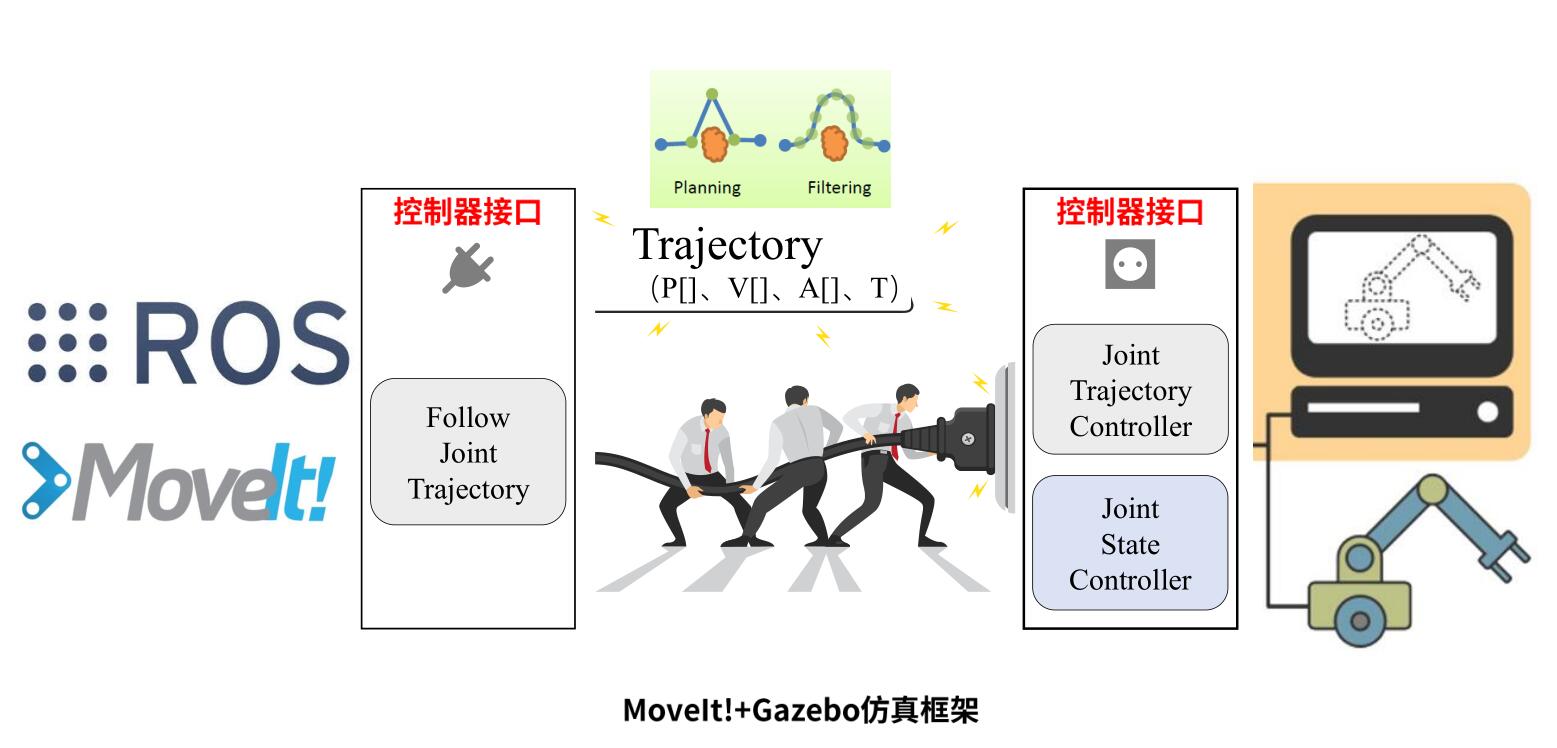 Planning
Filtering
控制器接口
Trajectory
（P[]、V[]、A[]、T）
控制器接口
ROS
MoveIt!
Follow
Joint
Trajectory
Joint
Trajectory
Controller
Joint
State
Controller
MoveIt!+Gazebo仿真框架